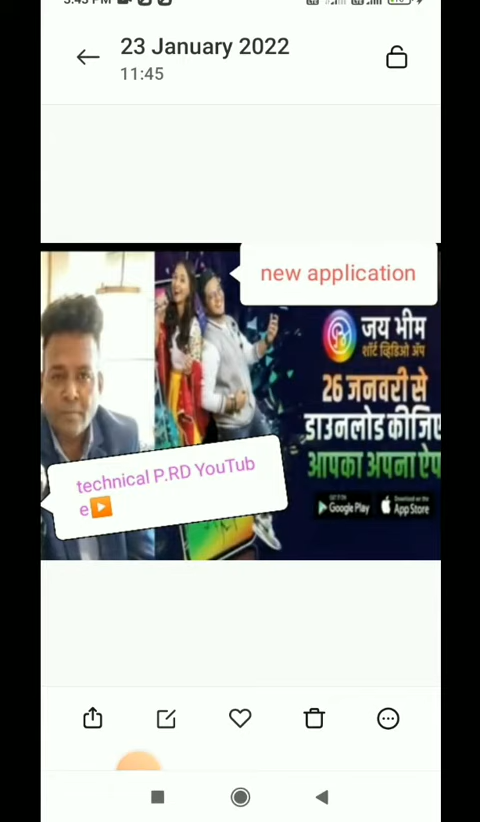 23 January 2022
11:45
new application
जय भीम
शॉर्ट व्हिडिओ ॲप
26 जनवरी से
डाउनलोड कीजिए
आपका अपना ऐप
technical P.RD YouTub
e▶️
GET IT ON
Google Play
Download on the
App Store